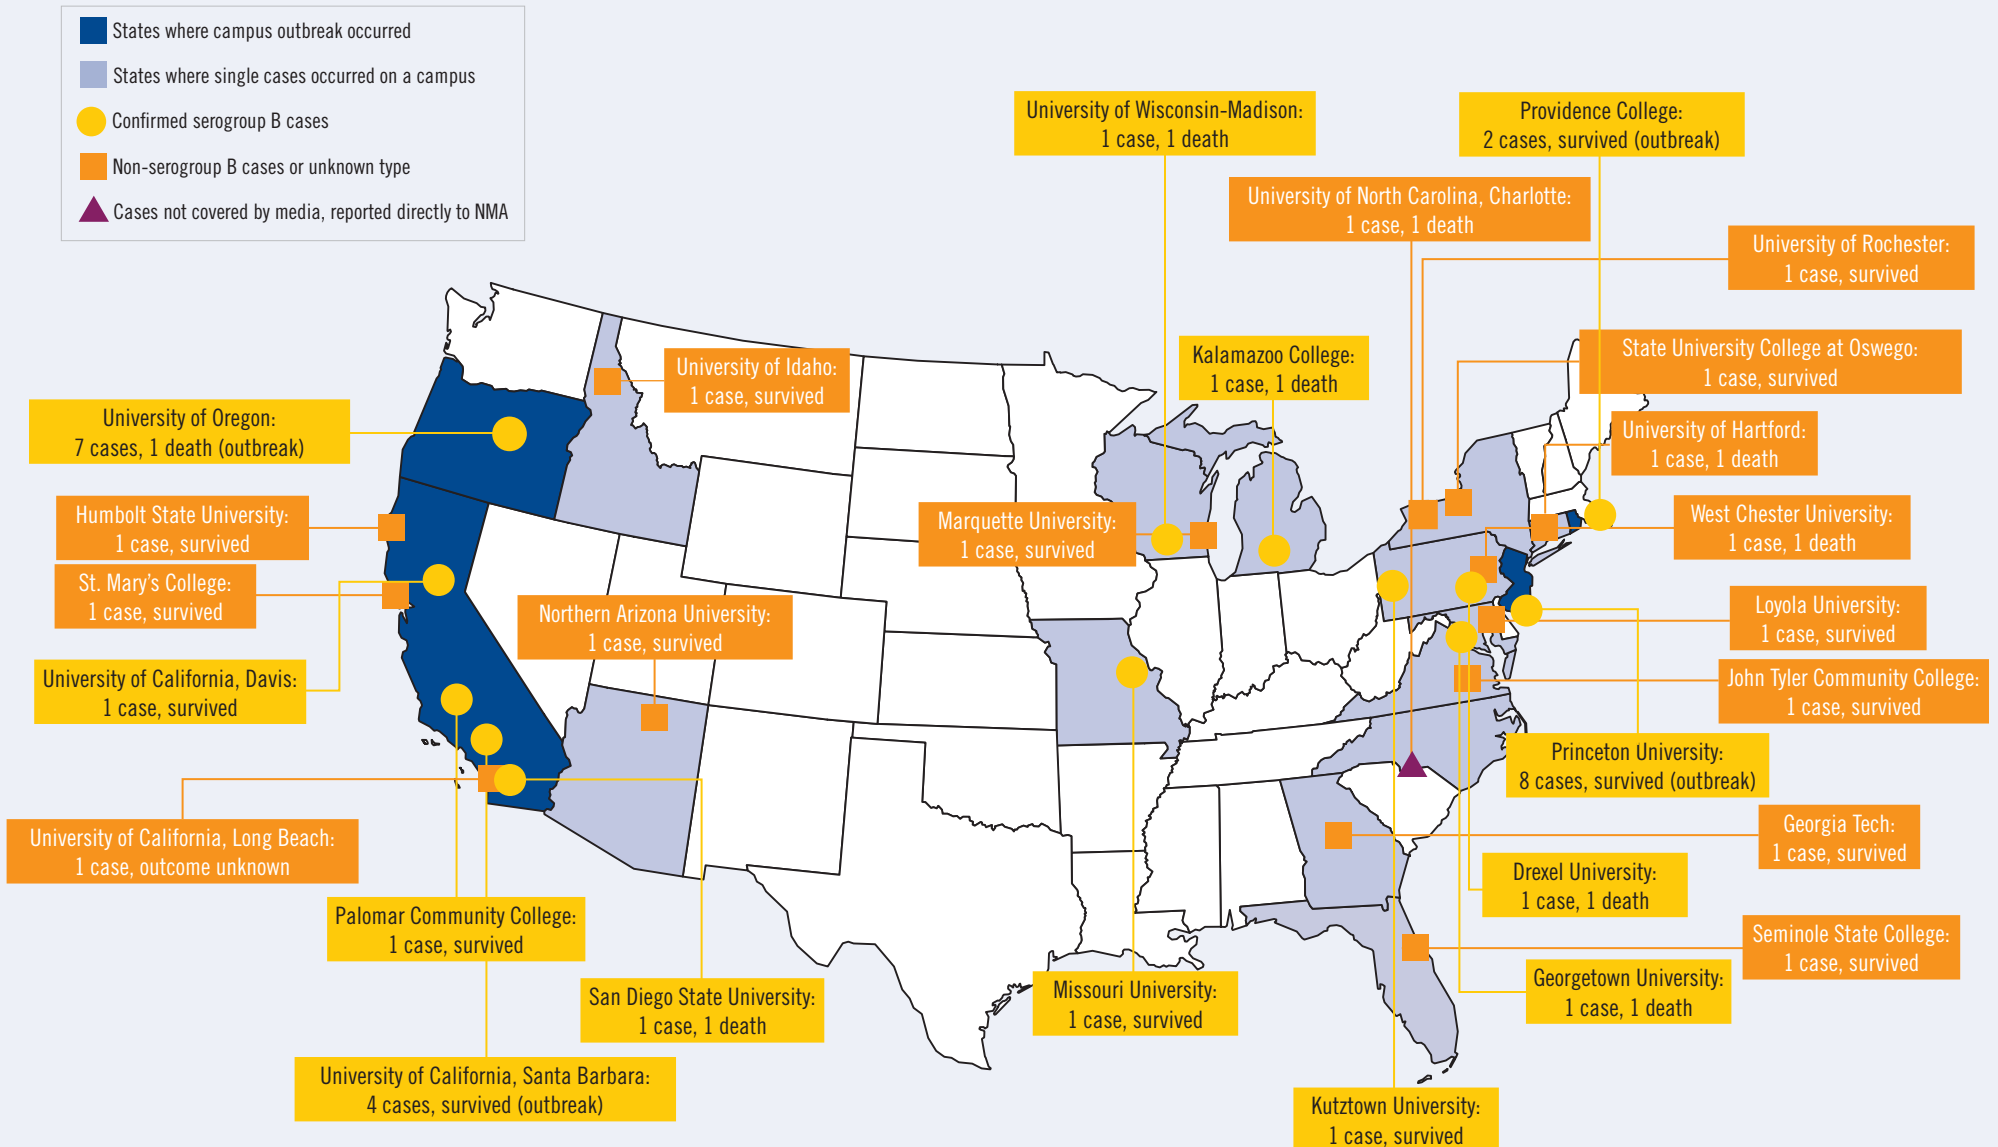 States where campus outbreak occurred
States where single cases occurred on a campus
Confirmed serogroup B cases
Non-serogroup B cases or unknown type
Cases not covered by media, reported directly to NMA
University of Wisconsin-Madison:
1 case, 1 death
Providence College:
2 cases, survived (outbreak)
University of North Carolina, Charlotte:
1 case, 1 death
University of Rochester:
1 case, survived
State University College at Oswego:
1 case, survived
Kalamazoo College:
1 case, 1 death
University of Idaho:
1 case, survived
University of Oregon:
7 cases, 1 death (outbreak)
University of Hartford:
1 case, 1 death
Humbolt State University:
1 case, survived
Marquette University:
1 case, survived
West Chester University:
1 case, 1 death
St. Mary's College:
1 case, survived
Northern Arizona University:
1 case, survived
Loyola University:
1 case, survived
University of California, Davis:
1 case, survived
John Tyler Community College:
1 case, survived
Princeton University:
8 cases, survived (outbreak)
University of California, Long Beach:
1 case, outcome unknown
Georgia Tech:
1 case, survived
Drexel University:
1 case, 1 death
Palomar Community College:
1 case, survived
Seminole State College:
1 case, survived
San Diego State University:
1 case, 1 death
Missouri University:
1 case, survived
Georgetown University:
1 case, 1 death
University of California, Santa Barbara:
4 cases, survived (outbreak)
Kutztown University:
1 case, survived